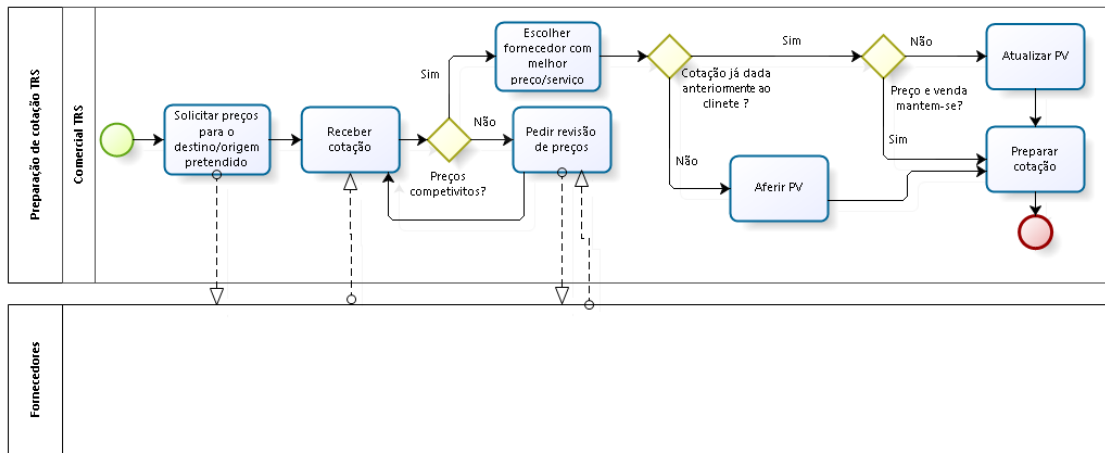 Preparação de cotação TRS
Comercial TRS
Solicitar preços
para o
destino/origem
pretendido
Receber
cotação
Sim
Não
Preços
competivitos?
Escolher
fornecedor com
melhor
preço/serviço
Pedir revisão
de preços
Cotação já dada
anteriormente ao
clinete ?
Sim
Não
Aferir PV
Não
Preço e venda
mantem-se?
Sim
Atualizar PV
Preparar
cotação
Fornecedores